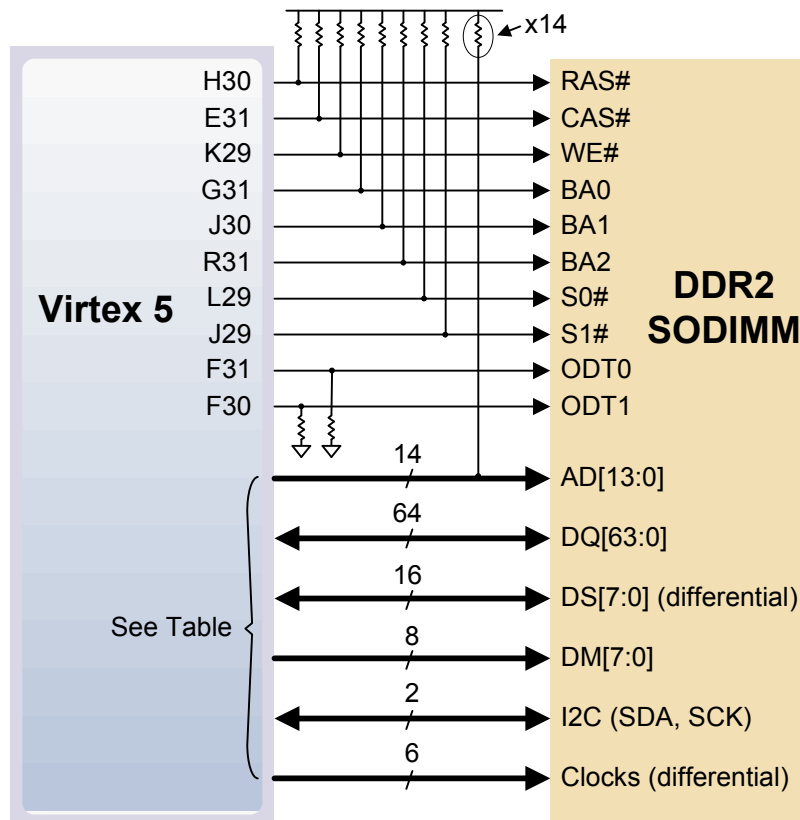 x14
H30 RAS#
E31 CAS#
K29 WE#
G31 BA0
J30 BA1
R31 BA2
L29 S0#
J29 S1#
F31 ODT0
F30 ODT1
Virtex 5
DDR2
SODIMM
14 AD[13:0]
64 DQ[63:0]
16 DS[7:0] (differential)
See Table
8 DM[7:0]
2 I2C (SDA, SCK)
6 Clocks (differential)